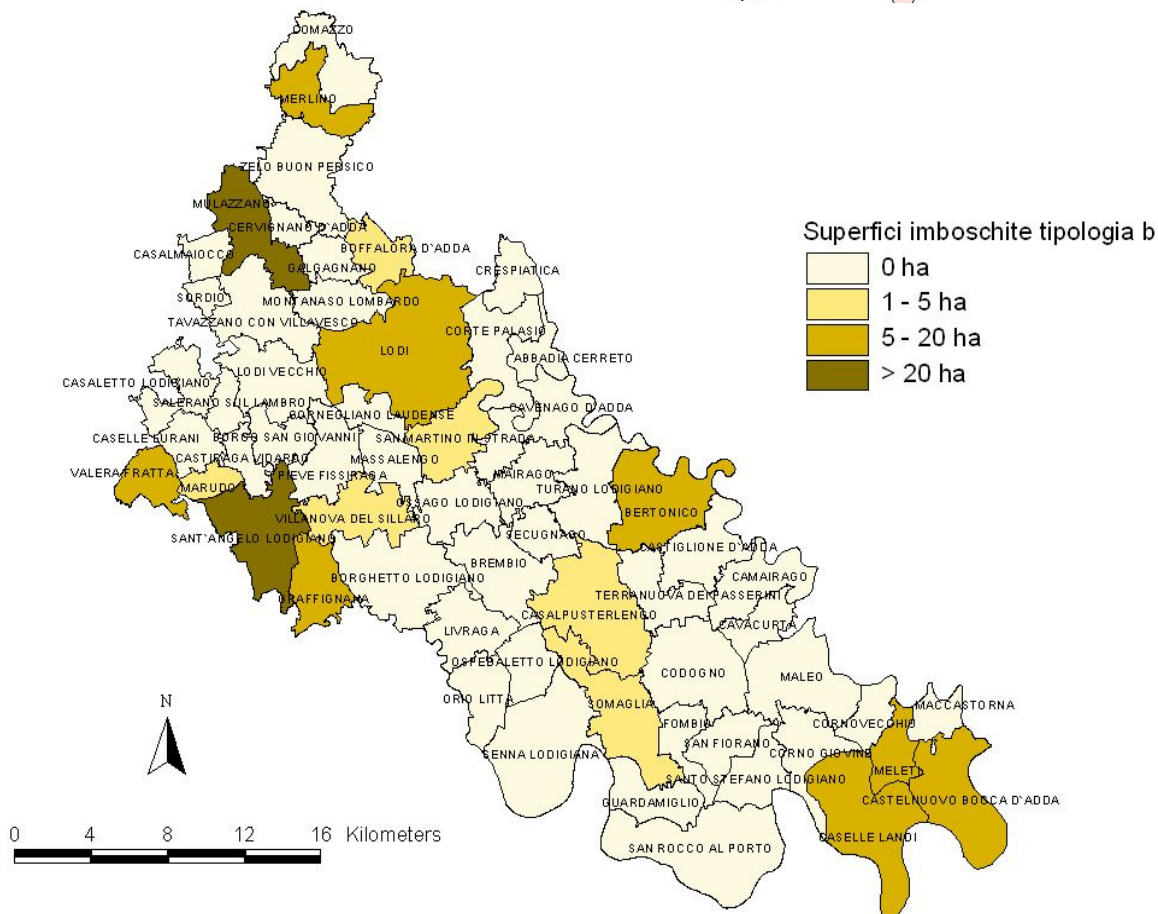 COMAZZO
MERLINO
ZELO BUON PERSICO
MULAZZANO
CERVIGNANO D'ADDA
BOFFALORA D'ADDA
CASALMAIOCCO
GALGAGNANO
CRESPIATICA
SORDIO
MONTANASO LOMBARDO
TAVAZZANO CON VILLAVESCO
CORTE PALASIO
LODI
ABBADIA CERRETO
LODI VECCHIO
CASALETTO LODIGIANO
SALERANO SUL LAMBRO
CORNEGLIANO LAUDENSE
CAVENAGO D'ADDA
CASELLE LURANI
BORGO SAN GIOVANNI
SAN MARTINO IN STRADA
CASTIRAGA VIDARDO
MASSALENGO
VALERA FRATTA
PIEVE FISSIRAGA
MAIRAGO
MARUDO
TURANO LODIGIANO
OSSAGO LODIGIANO
BERTONICO
VILLANOVA DEL SILLARO
SECUGNAGO
SANT'ANGELO LODIGIANO
CASTIGLIONE D'ADDA
BREMBIO
BORGHETTO LODIGIANO
CAMAIRAGO
GRAFFIGNANA
TERRANUOVA DEI PASSERINI
CASALPUSTERLENGO
CAVACURTA
LIVRAGA
OSPEDALETTO LODIGIANO
CODOGNO
MALEO
ORIO LITTA
SOMAGLIA
MACCASTORNA
FOMBIO
CORNOVECCHIO
SAN FIORANO
CORNO GIOVINE
SENNA LODIGIANA
MELETI
SANTO STEFANO LODIGIANO
GUARDAMIGLIO
CASTELNUOVO BOCCA D'ADDA
CASELLE LANDI
SAN ROCCO AL PORTO
Superfici imboschite tipologia b
0 ha
1 - 5 ha
5 - 20 ha
> 20 ha
N
0 4 8 12 16 Kilometers